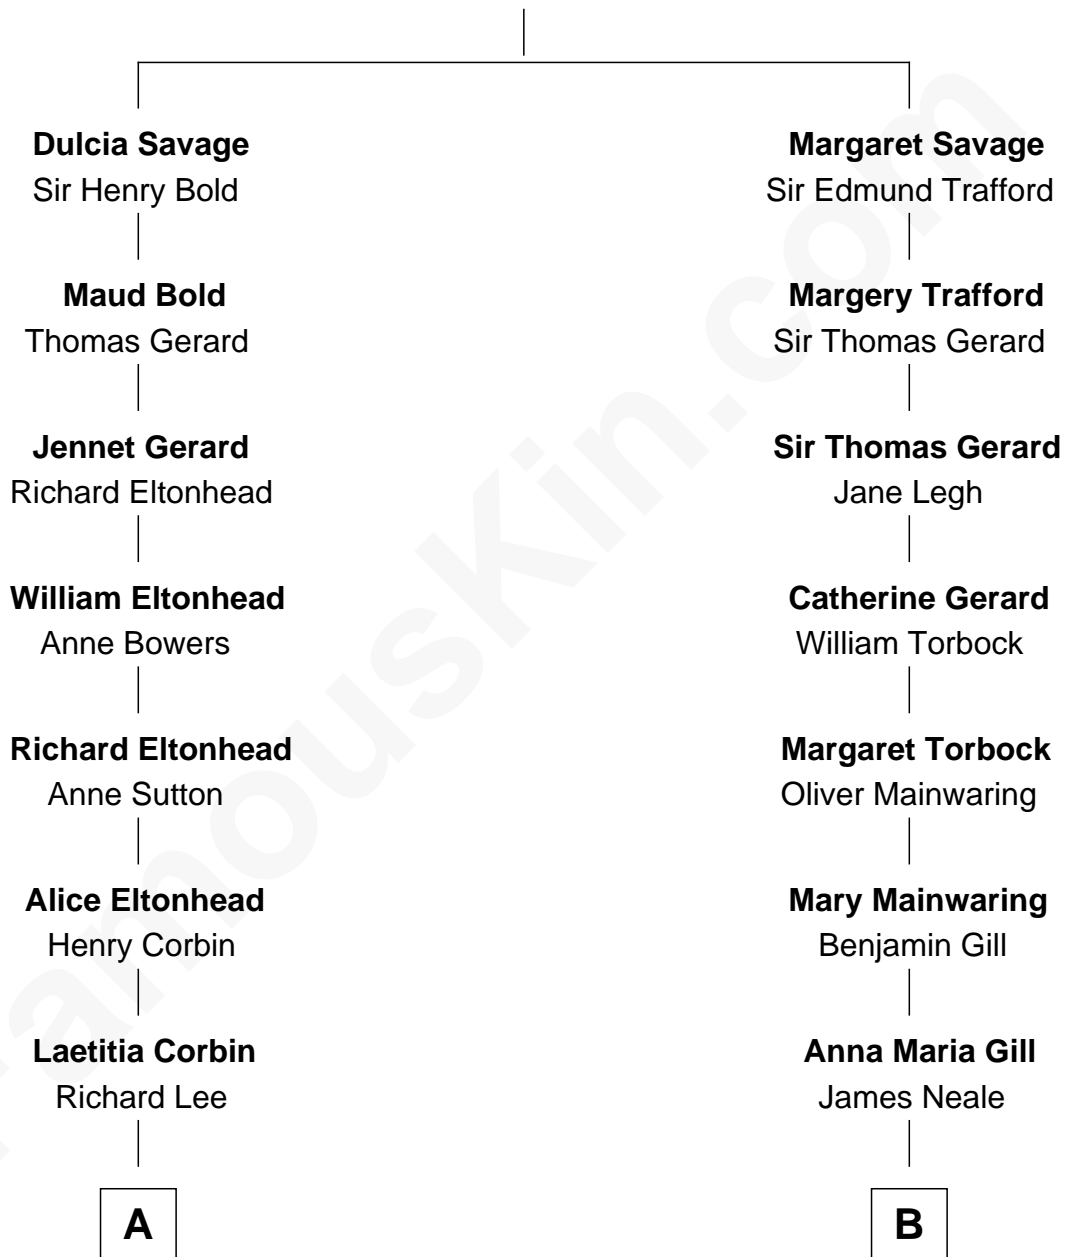 Dulcia Savage
Sir Henry Bold
Maud Bold
Thomas Gerard
Jennet Gerard
Richard Eltonhead
William Eltonhead
Anne Bowers
Richard Eltonhead
Anne Sutton
Alice Eltonhead
Henry Corbin
Laetitia Corbin
Richard Lee
A
Margaret Savage
Sir Edmund Trafford
Margery Trafford
Sir Thomas Gerard
Sir Thomas Gerard
Jane Legh
Catherine Gerard
William Torbock
Margaret Torbock
Oliver Mainwaring
Mary Mainwaring
Benjamin Gill
Anna Maria Gill
James Neale
B
FamousKin.com